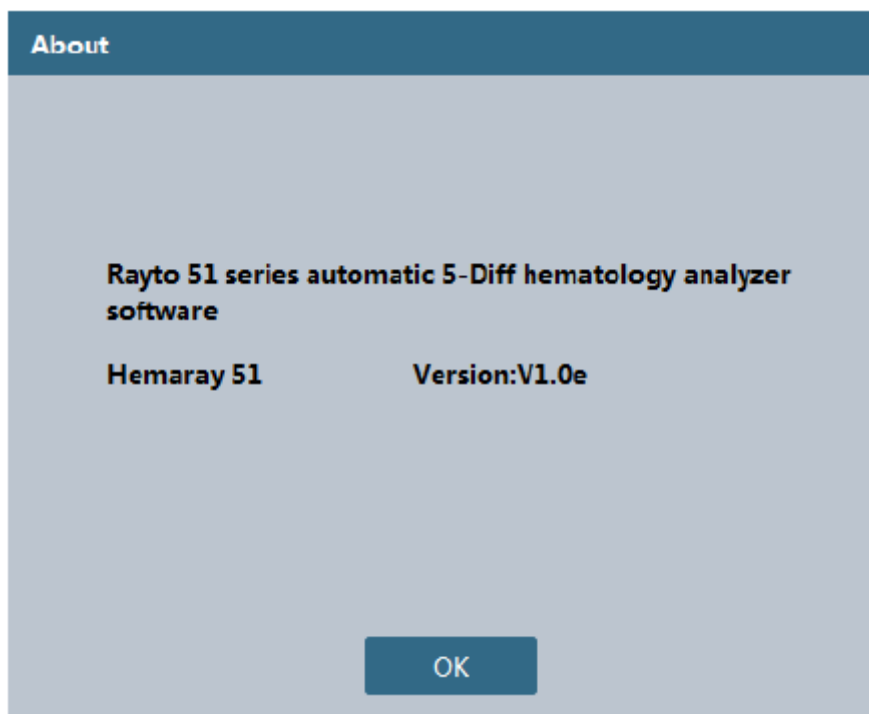 About
Rayto 51 series automatic 5-Diff hematology analyzer
software
Hemaray 51 Version:V1.0e
OK